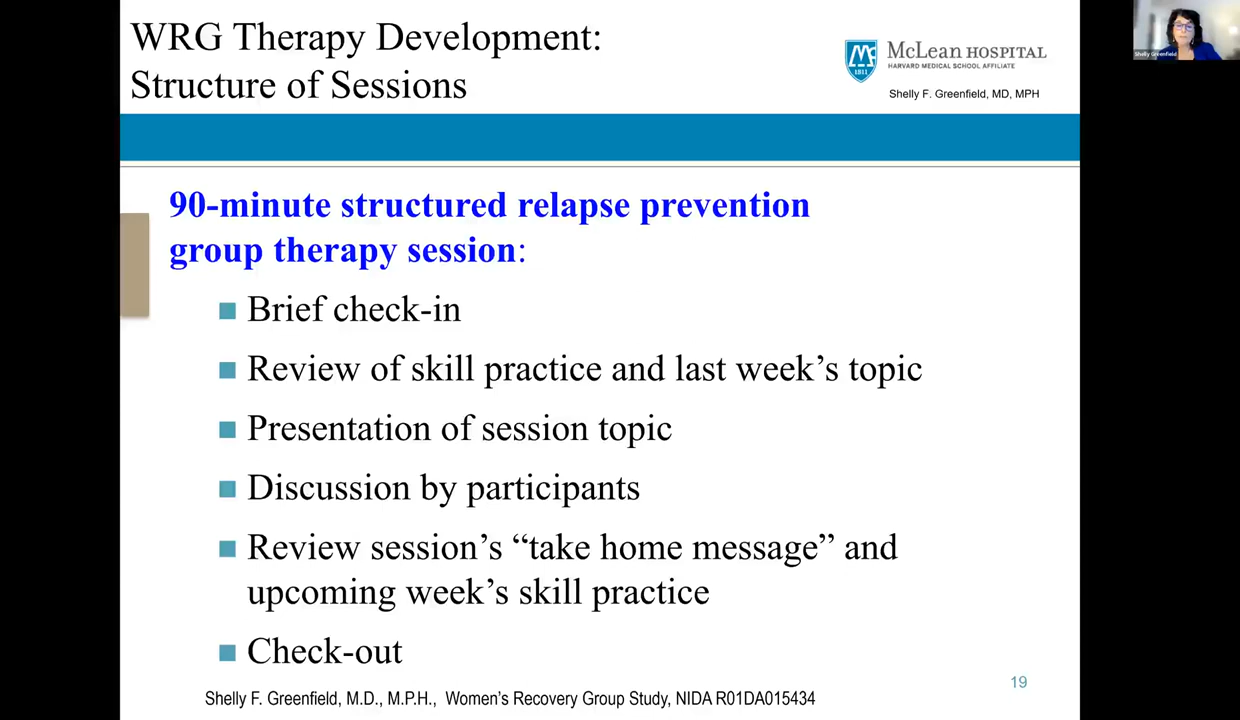 WRG Therapy Development:
Structure of Sessions
McLean HOSPITAL
HARVARD MEDICAL SCHOOL AFFILIATE
1811
Shelly F. Greenfield, MD, MPH
Shelly Greenfield
90-minute structured relapse prevention
group therapy session:
Brief check-in
Review of skill practice and last week’s topic
Presentation of session topic
Discussion by participants
Review session’s “take home message” and
upcoming week’s skill practice
Check-out
19
Shelly F. Greenfield, M.D., M.P.H., Women’s Recovery Group Study, NIDA R01DA015434